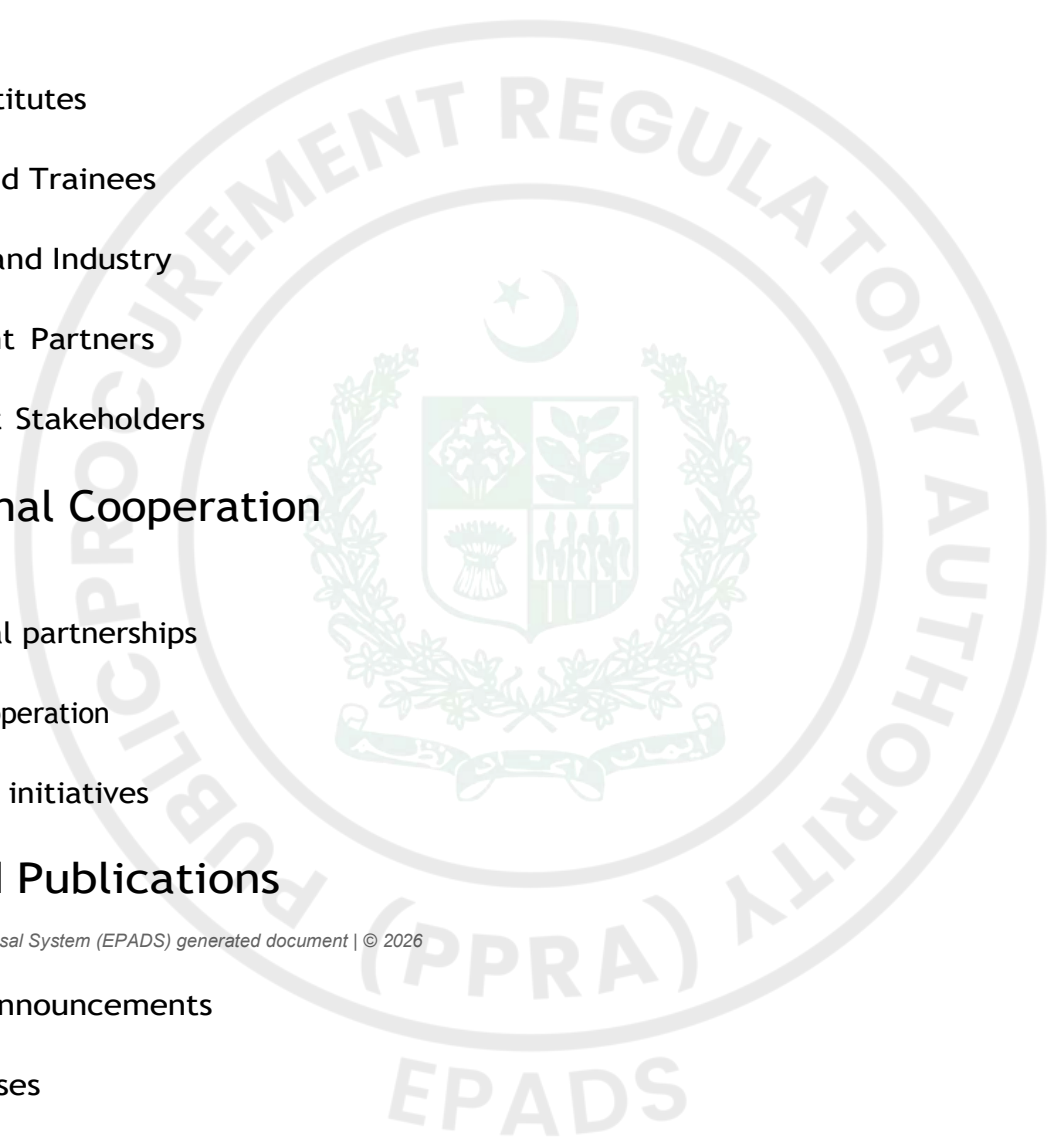 titutes
d Trainees
and Industry
t Partners
Stakeholders
nal Cooperation
l partnerships
peration
initiatives
Publications
sal System (EPADS) generated document | © 2026
nnouncements
ses
PUBLIC PROCUREMENT REGULATORY AUTHORITY
(PPRA)
EPADS